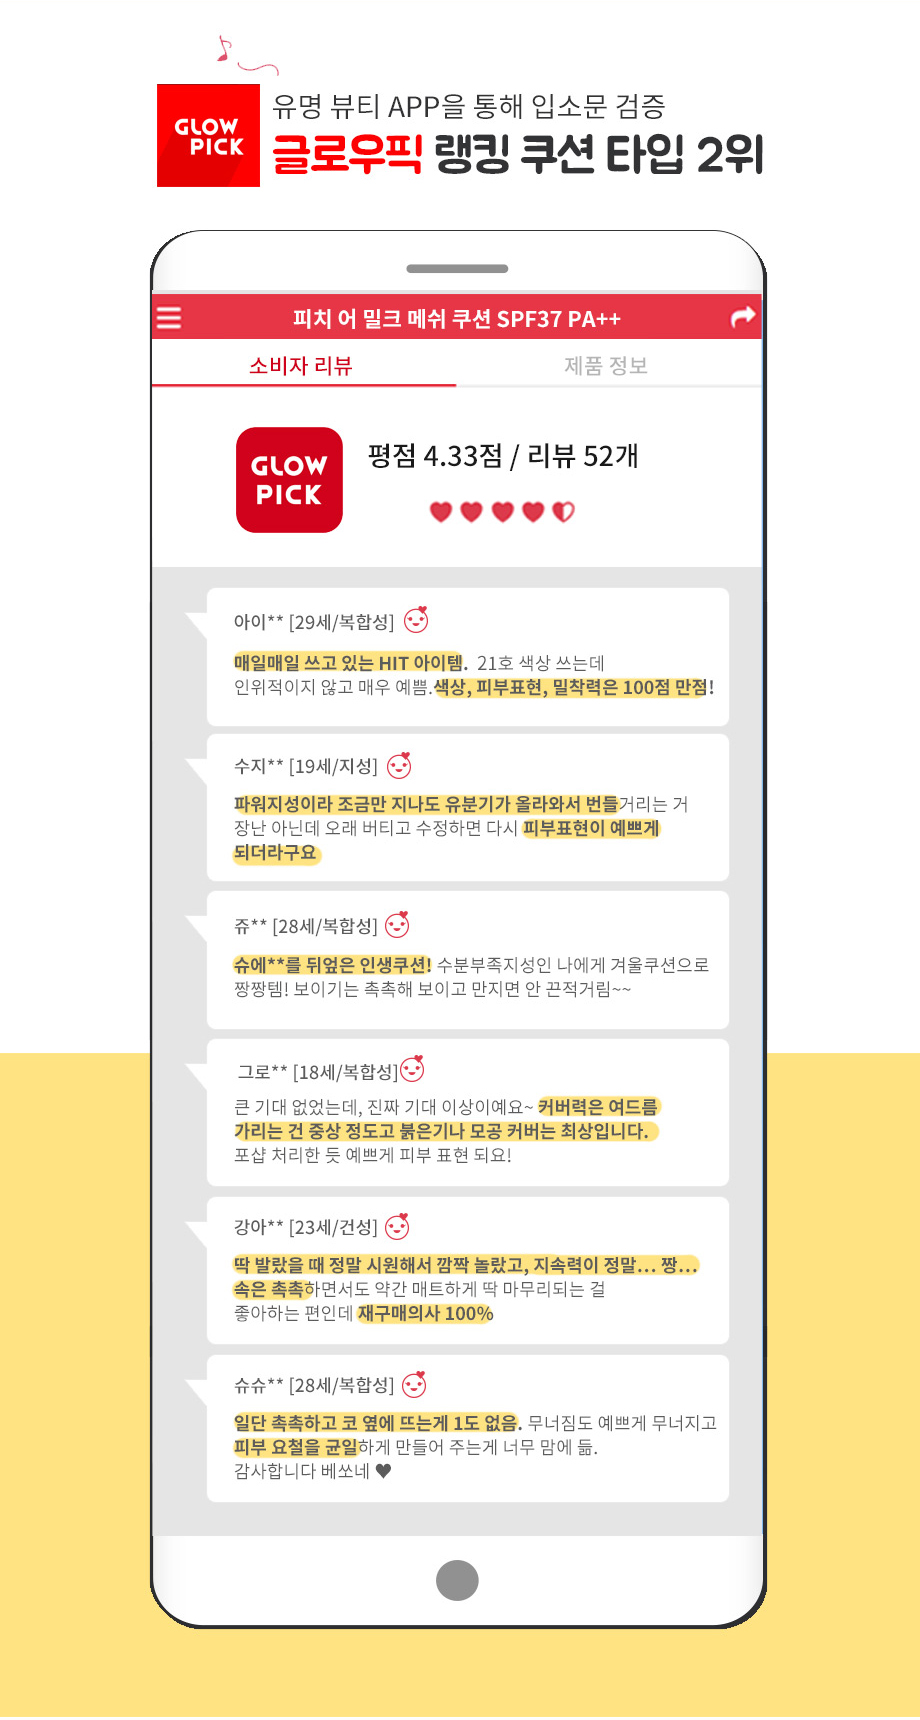 GLOW
PICK
유명 뷰티 APP을 통해 입소문 검증
글로우픽 랭킹 쿠션 타입 2위
피치 어 밀크 메쉬 쿠션 SPF37 PA++
소비자 리뷰
제품 정보
GLOW
PICK
평점 4.33점 / 리뷰 52개
아이** [29세/복합성]
매일매일 쓰고 있는 HIT 아이템. 21호 색상 쓰는데
인위적이지 않고 매우 예쁨.색상, 피부표현, 밀착력은 100점 만점!
수지** [19세/지성]
파워지성이라 조금만 지나도 유분기가 올라와서 번들거리는 거
장난 아닌데 오래 버티고 수정하면 다시 피부표현이 예쁘게
되더라구요
쥬** [28세/복합성]
슈에**를 뒤엎은 인생쿠션! 수분부족지성인 나에게 겨울쿠션으로
짱짱템! 보이기는 촉촉해 보이고 만지면 안 끈적거림~~
그로** [18세/복합성]
큰 기대 없었는데, 진짜 기대 이상이예요~ 커버력은 여드름
가리는 건 중상 정도고 붉은기나 모공 커버는 최상입니다.
포샵 처리한 듯 예쁘게 피부 표현 되요!
강아** [23세/건성]
딱 발랐을 때 정말 시원해서 깜짝 놀랐고, 지속력이 정말... 짱...
속은 촉촉하면서도 약간 매트하게 딱 마무리되는 걸
좋아하는 편인데 재구매의사 100%
슈슈** [28세/복합성]
일단 촉촉하고 코 옆에 뜨는게 1도 없음. 무너짐도 예쁘게 무너지고
피부 요철을 균일하게 만들어 주는게 너무 맘에 듦.
감사합니다 베쏘네 ♥